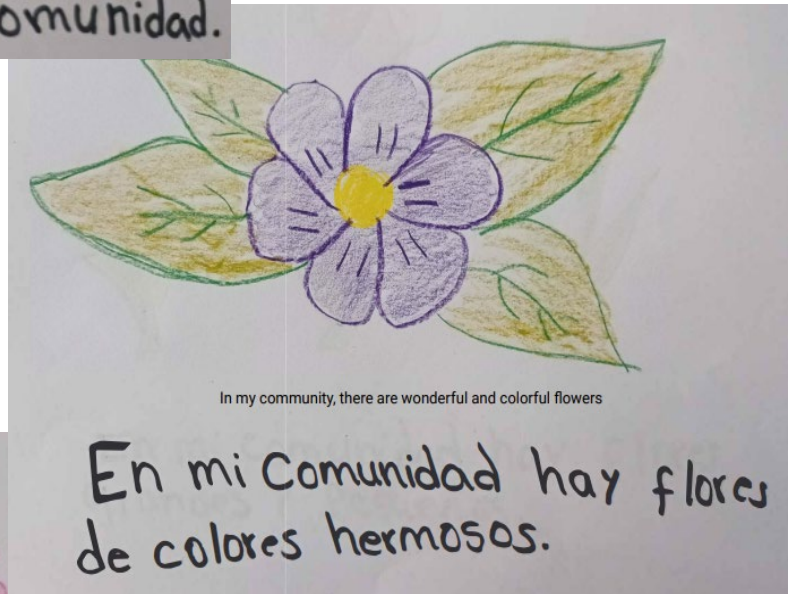 omunidad.
In my community, there are wonderful and colorful flowers
En mi comunidad hay flores
de colores hermosos.